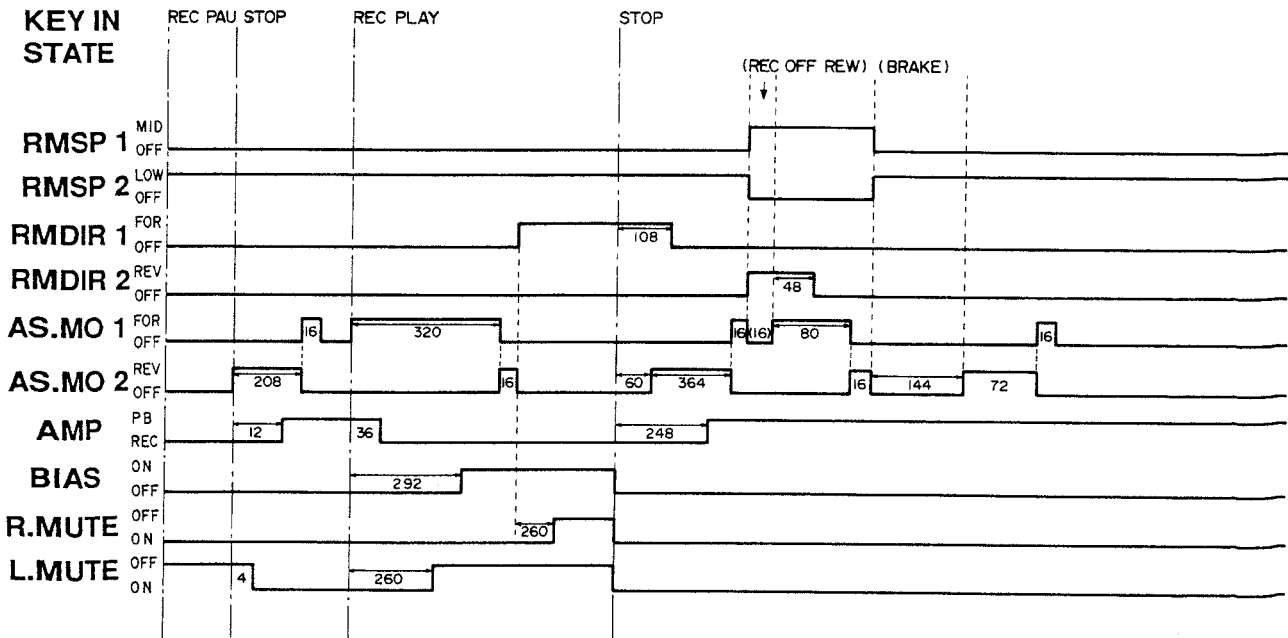 KEY IN STATE
REC PAU STOP REC PLAY STOP
(REC OFF REW) (BRAKE)
RMSP 1 MID OFF
RMSP 2 LOW OFF
RMDIR 1 FOR OFF 108
RMDIR 2 REV OFF 48
AS.MO 1 FOR OFF 16 320 16 (16) 80 16
AS.MO 2 REV OFF 208 16 60 364 16 144 72
AMP PB REC 12 36 248
BIAS ON OFF 292
R.MUTE OFF ON 260
L.MUTE OFF ON 4 260